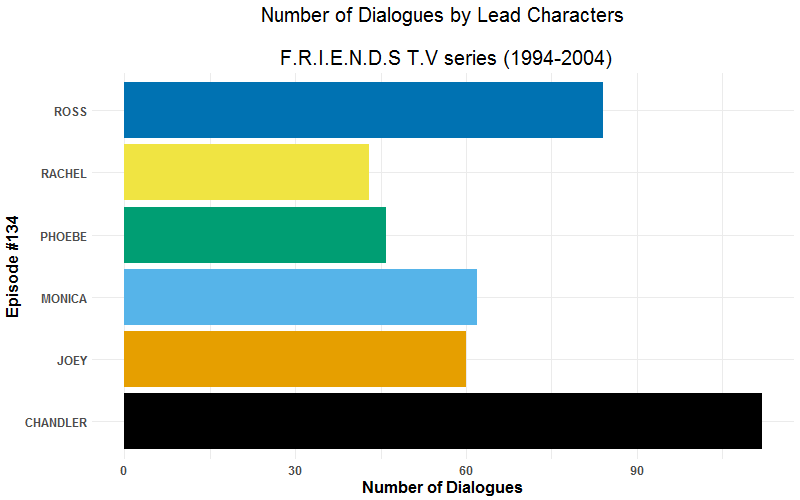 Number of Dialogues by Lead Characters
F.R.I.E.N.D.S T.V series (1994-2004)
ROSS
RACHEL
PHOEBE
MONICA
JOEY
CHANDLER
Episode #134
0 30 60 90
Number of Dialogues